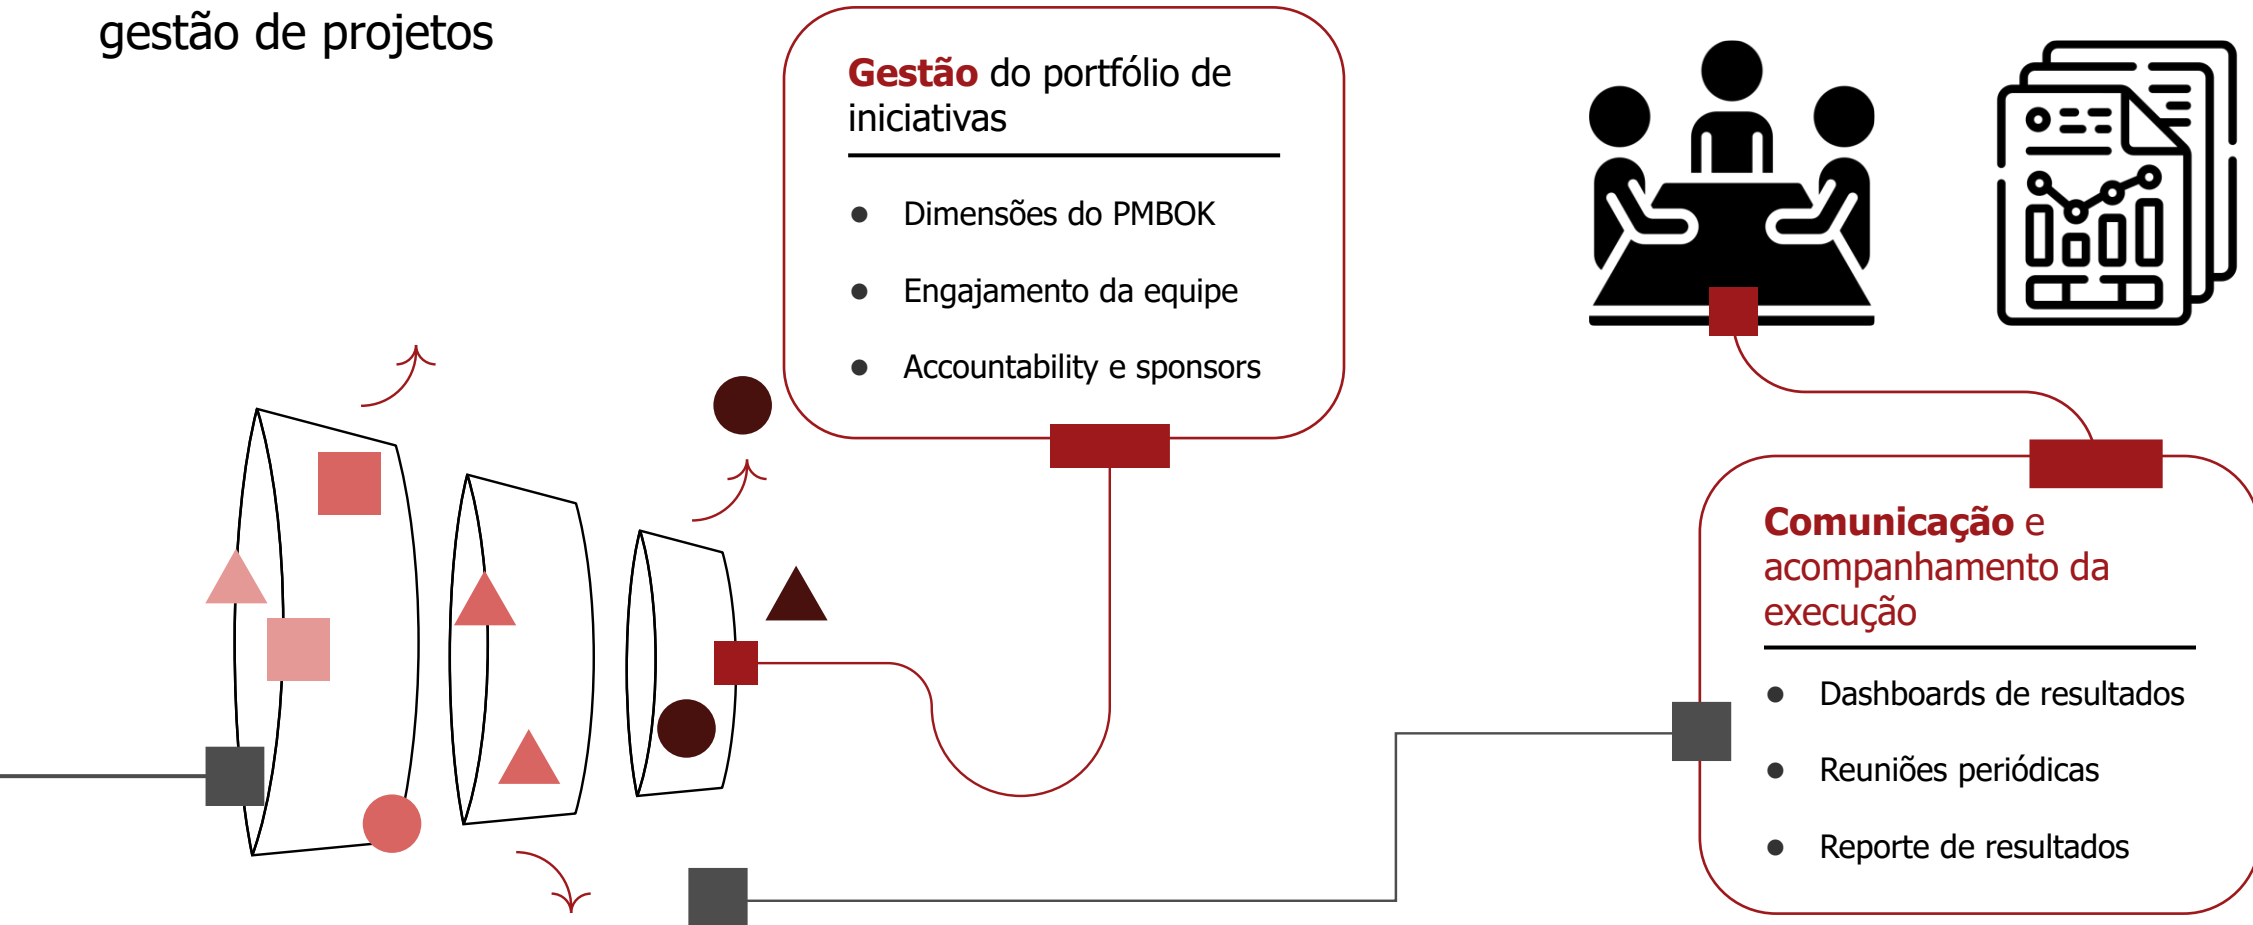 gestão de projetos
Gestão do portfólio de
iniciativas
Dimensões do PMBOK
Engajamento da equipe
Accountability e sponsors
Comunicação e
acompanhamento da
execução
Dashboards de resultados
Reuniões periódicas
Reporte de resultados